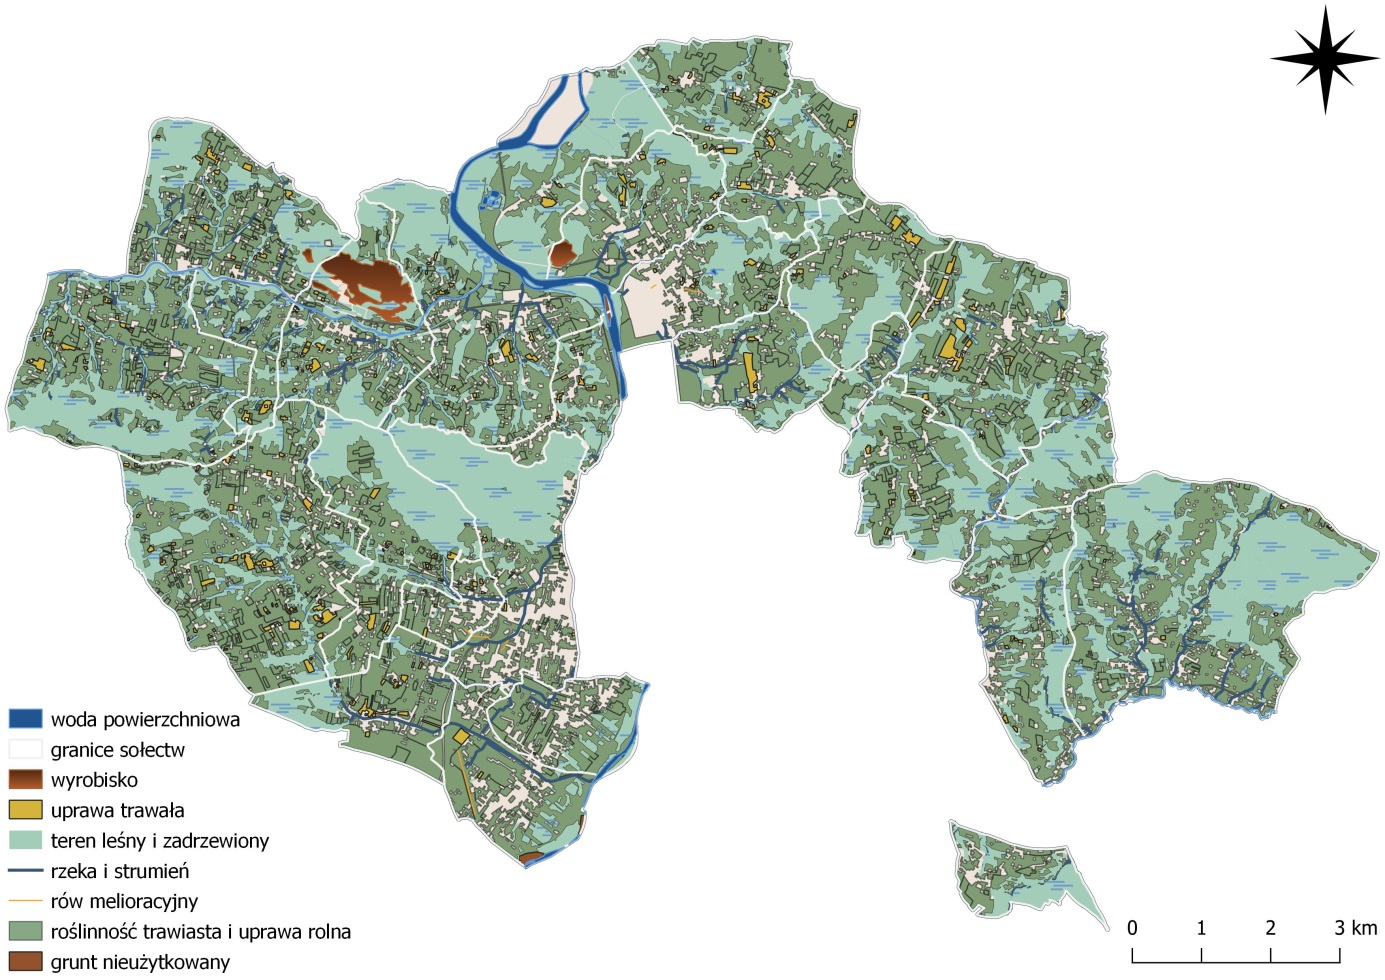 woda powierzchniowa
granice sołectw
wyrobisko
uprawa trawała
teren leśny i zadrzewiony
rzeka i strumień
rów melioracyjny
roślinność trawiasta i uprawa rolna
grunt nieużytkowany
0 1 2 3 km